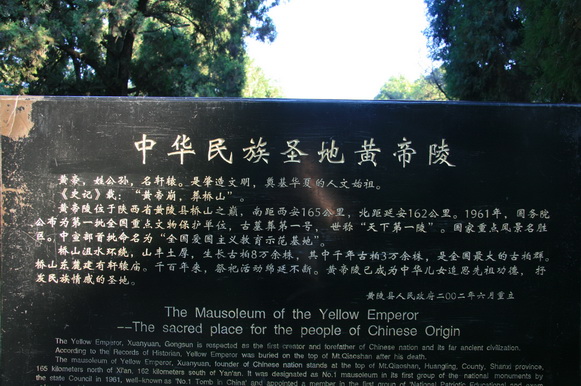 中华民族圣地黄帝陵
黄帝，姓公孙，名轩辕。是肇造文明，奠基华夏的人文始祖。
《史记》载：“黄帝崩，葬桥山”。
黄帝陵位于陕西省黄陵县桥山之巅，南距西安165公里，北距延安162公里。1961年，国务院
公布为第一批全国重点文物保护单位，古墓葬第一号，世称“天下第一陵”。国家重点风景名胜
区。中宣部首批命名为“全国爱国主义教育示范基地”。
桥山沮水环绕，山丰土厚，生长古柏8万余株，其中千年古柏3万余株，是全国最大的古柏群。
桥山东麓建有轩辕庙。千百年余，祭祀活动绵延不断。黄帝陵已成为中华儿女追思先祖功德，抒
发民族情感的圣地。
黄陵县人民政府二00二年六月重立
The Mausoleum of the Yellow Emperor
--The sacred place for the people of Chinese Origin
The Yellow Emperor, Xuanyuan, Gongsun is respected as the first creator and forefather of Chinese nation and its far ancient civilization.
According to the Records of Historian, Yellow Emperor was buried on the top of Mt.Qiaoshan after his death.
The mausoleum of Yellow Emperor, Xuanyuan, founder of Chinese nation stands at the top of Mt.Qiaoshan, Huangling, County, Shanxi province,
165 kilometers north of Xi'an, 162 kilometers south of Yan'an. It was designated as No.1 mausoleum in its first group of the national monuments by
the state Council in 1961, well-known as "No.1 Tomb in China" and appointed a member in the first group of "National Patriotic Educational and